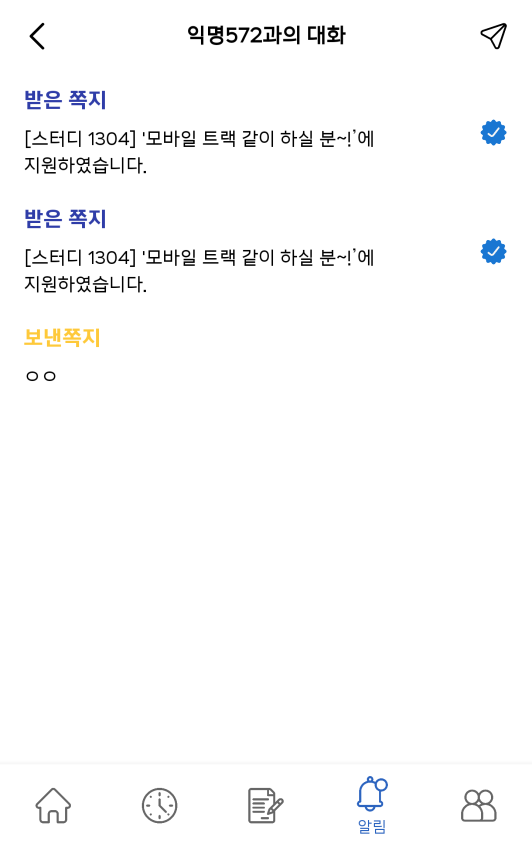 익명572과의 대화
받은 쪽지
[스터디 1304] '모바일 트랙 같이 하실 분~!'에
지원하였습니다.
받은 쪽지
[스터디 1304] '모바일 트랙 같이 하실 분~!'에
지원하였습니다.
보낸쪽지
ㅇㅇ
알림